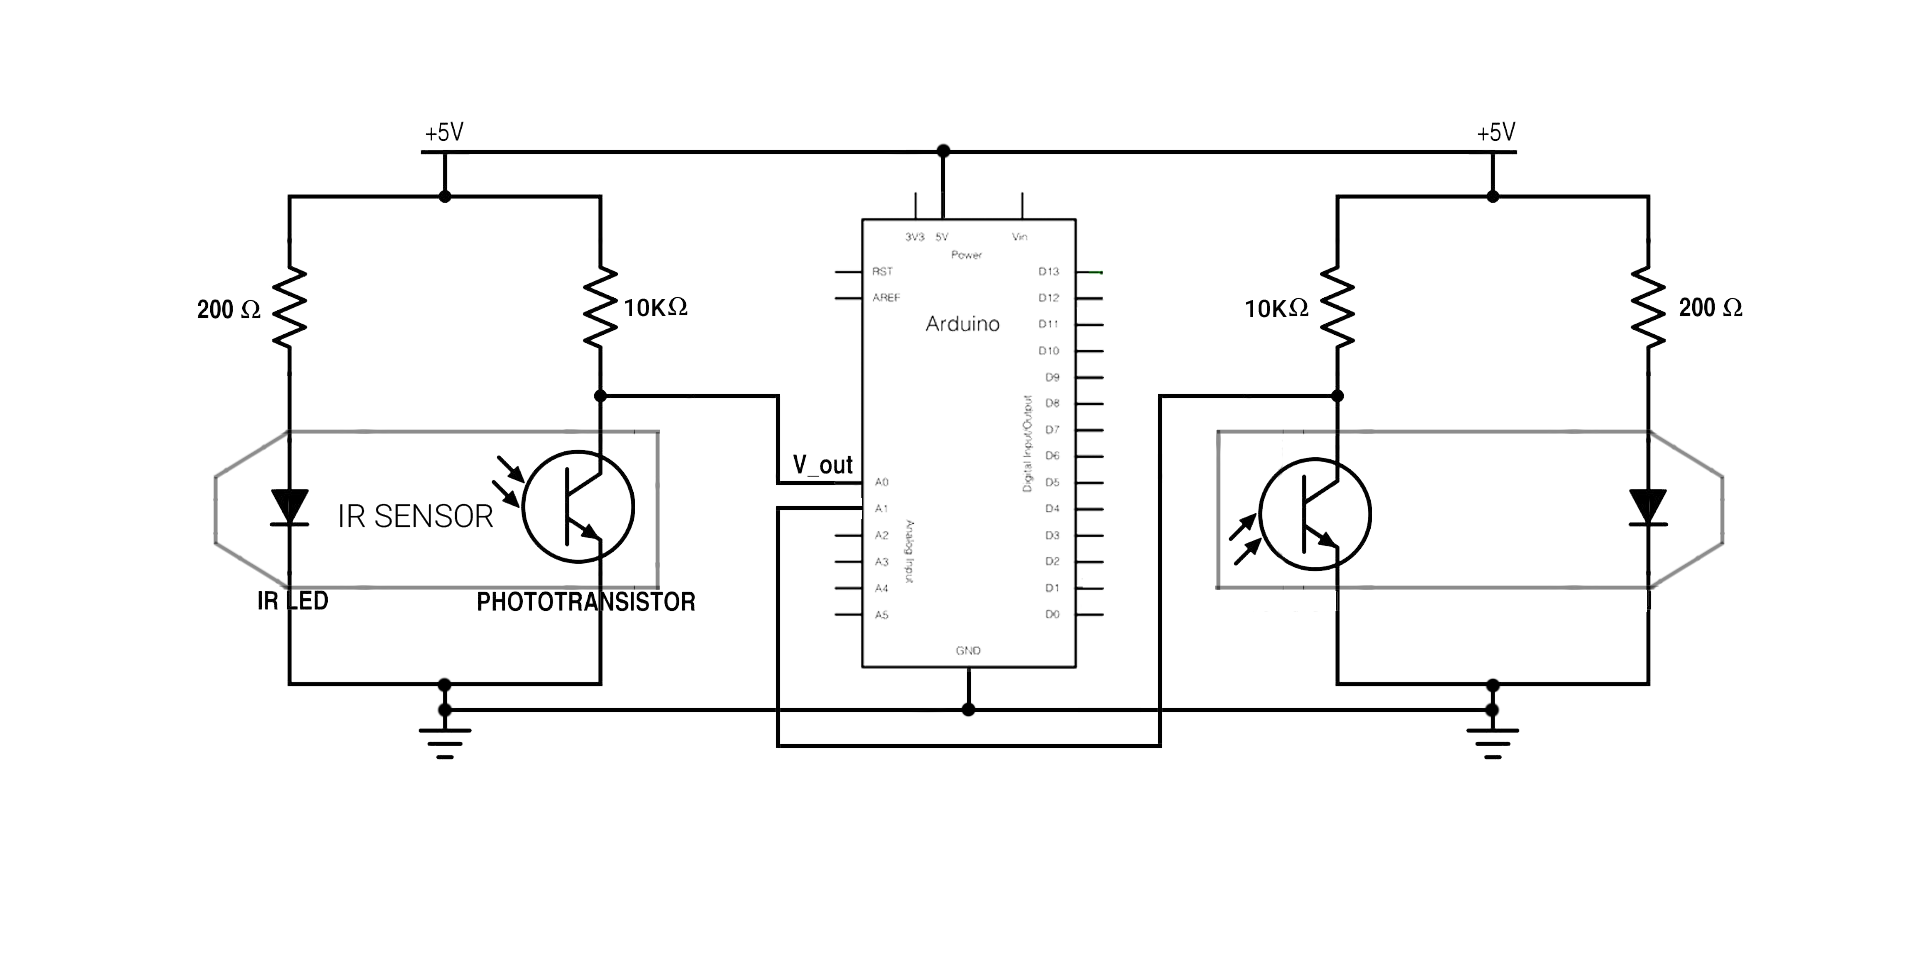 +5V
+5V
3V3 5V Vin
Power
RST
AREF
Arduino
D13
D12
D11
D10
D9
D8
D7
D6
D5
D4
D3
D2
D1
D0
Digital Input/Output
200 Ω
10KΩ
10KΩ
200 Ω
V_out
A0
A1
A2
A3
A4
A5
Analog Input
IR SENSOR
IR LED
PHOTOTRANSISTOR
GND